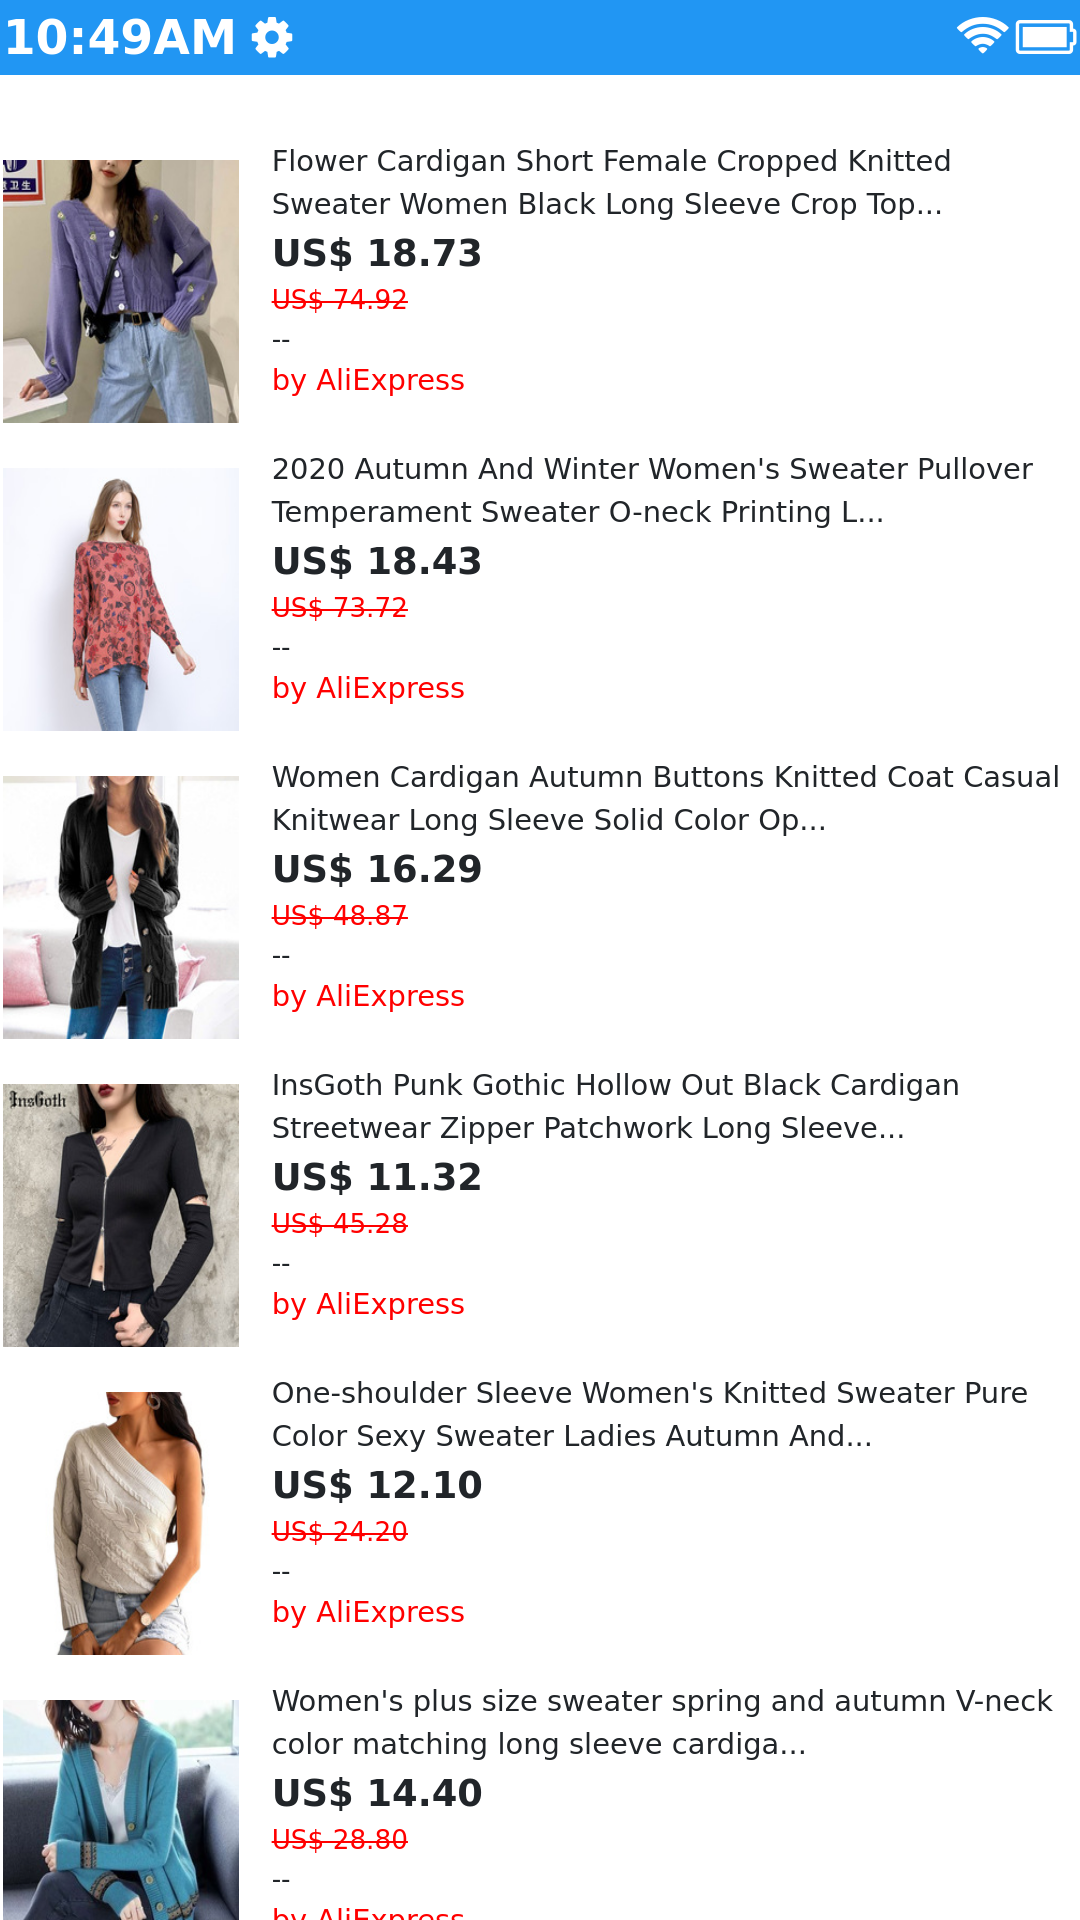 10:49AM
Flower Cardigan Short Female Cropped Knitted
Sweater Women Black Long Sleeve Crop Top...
US$ 18.73
US$ 74.92
--
by AliExpress
卫生
2020 Autumn And Winter Women's Sweater Pullover
Temperament Sweater O-neck Printing L...
US$ 18.43
US$ 73.72
--
by AliExpress
Women Cardigan Autumn Buttons Knitted Coat Casual
Knitwear Long Sleeve Solid Color Op...
US$ 16.29
US$ 48.87
--
by AliExpress
InsGoth
InsGoth Punk Gothic Hollow Out Black Cardigan
Streetwear Zipper Patchwork Long Sleeve...
US$ 11.32
US$ 45.28
--
by AliExpress
One-shoulder Sleeve Women's Knitted Sweater Pure
Color Sexy Sweater Ladies Autumn And...
US$ 12.10
US$ 24.20
--
by AliExpress
Women's plus size sweater spring and autumn V-neck
color matching long sleeve cardiga...
US$ 14.40
US$ 28.80
--
by AliExpress